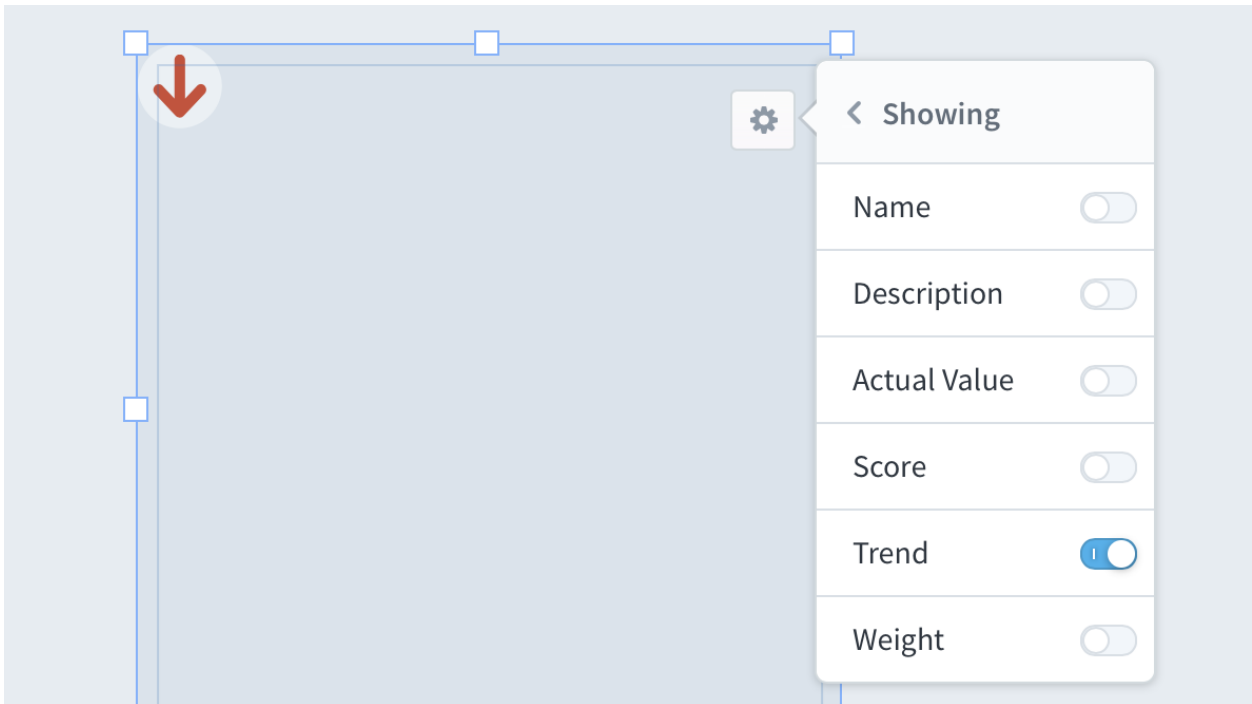 Showing
Name
Description
Actual Value
Score
Trend
Weight